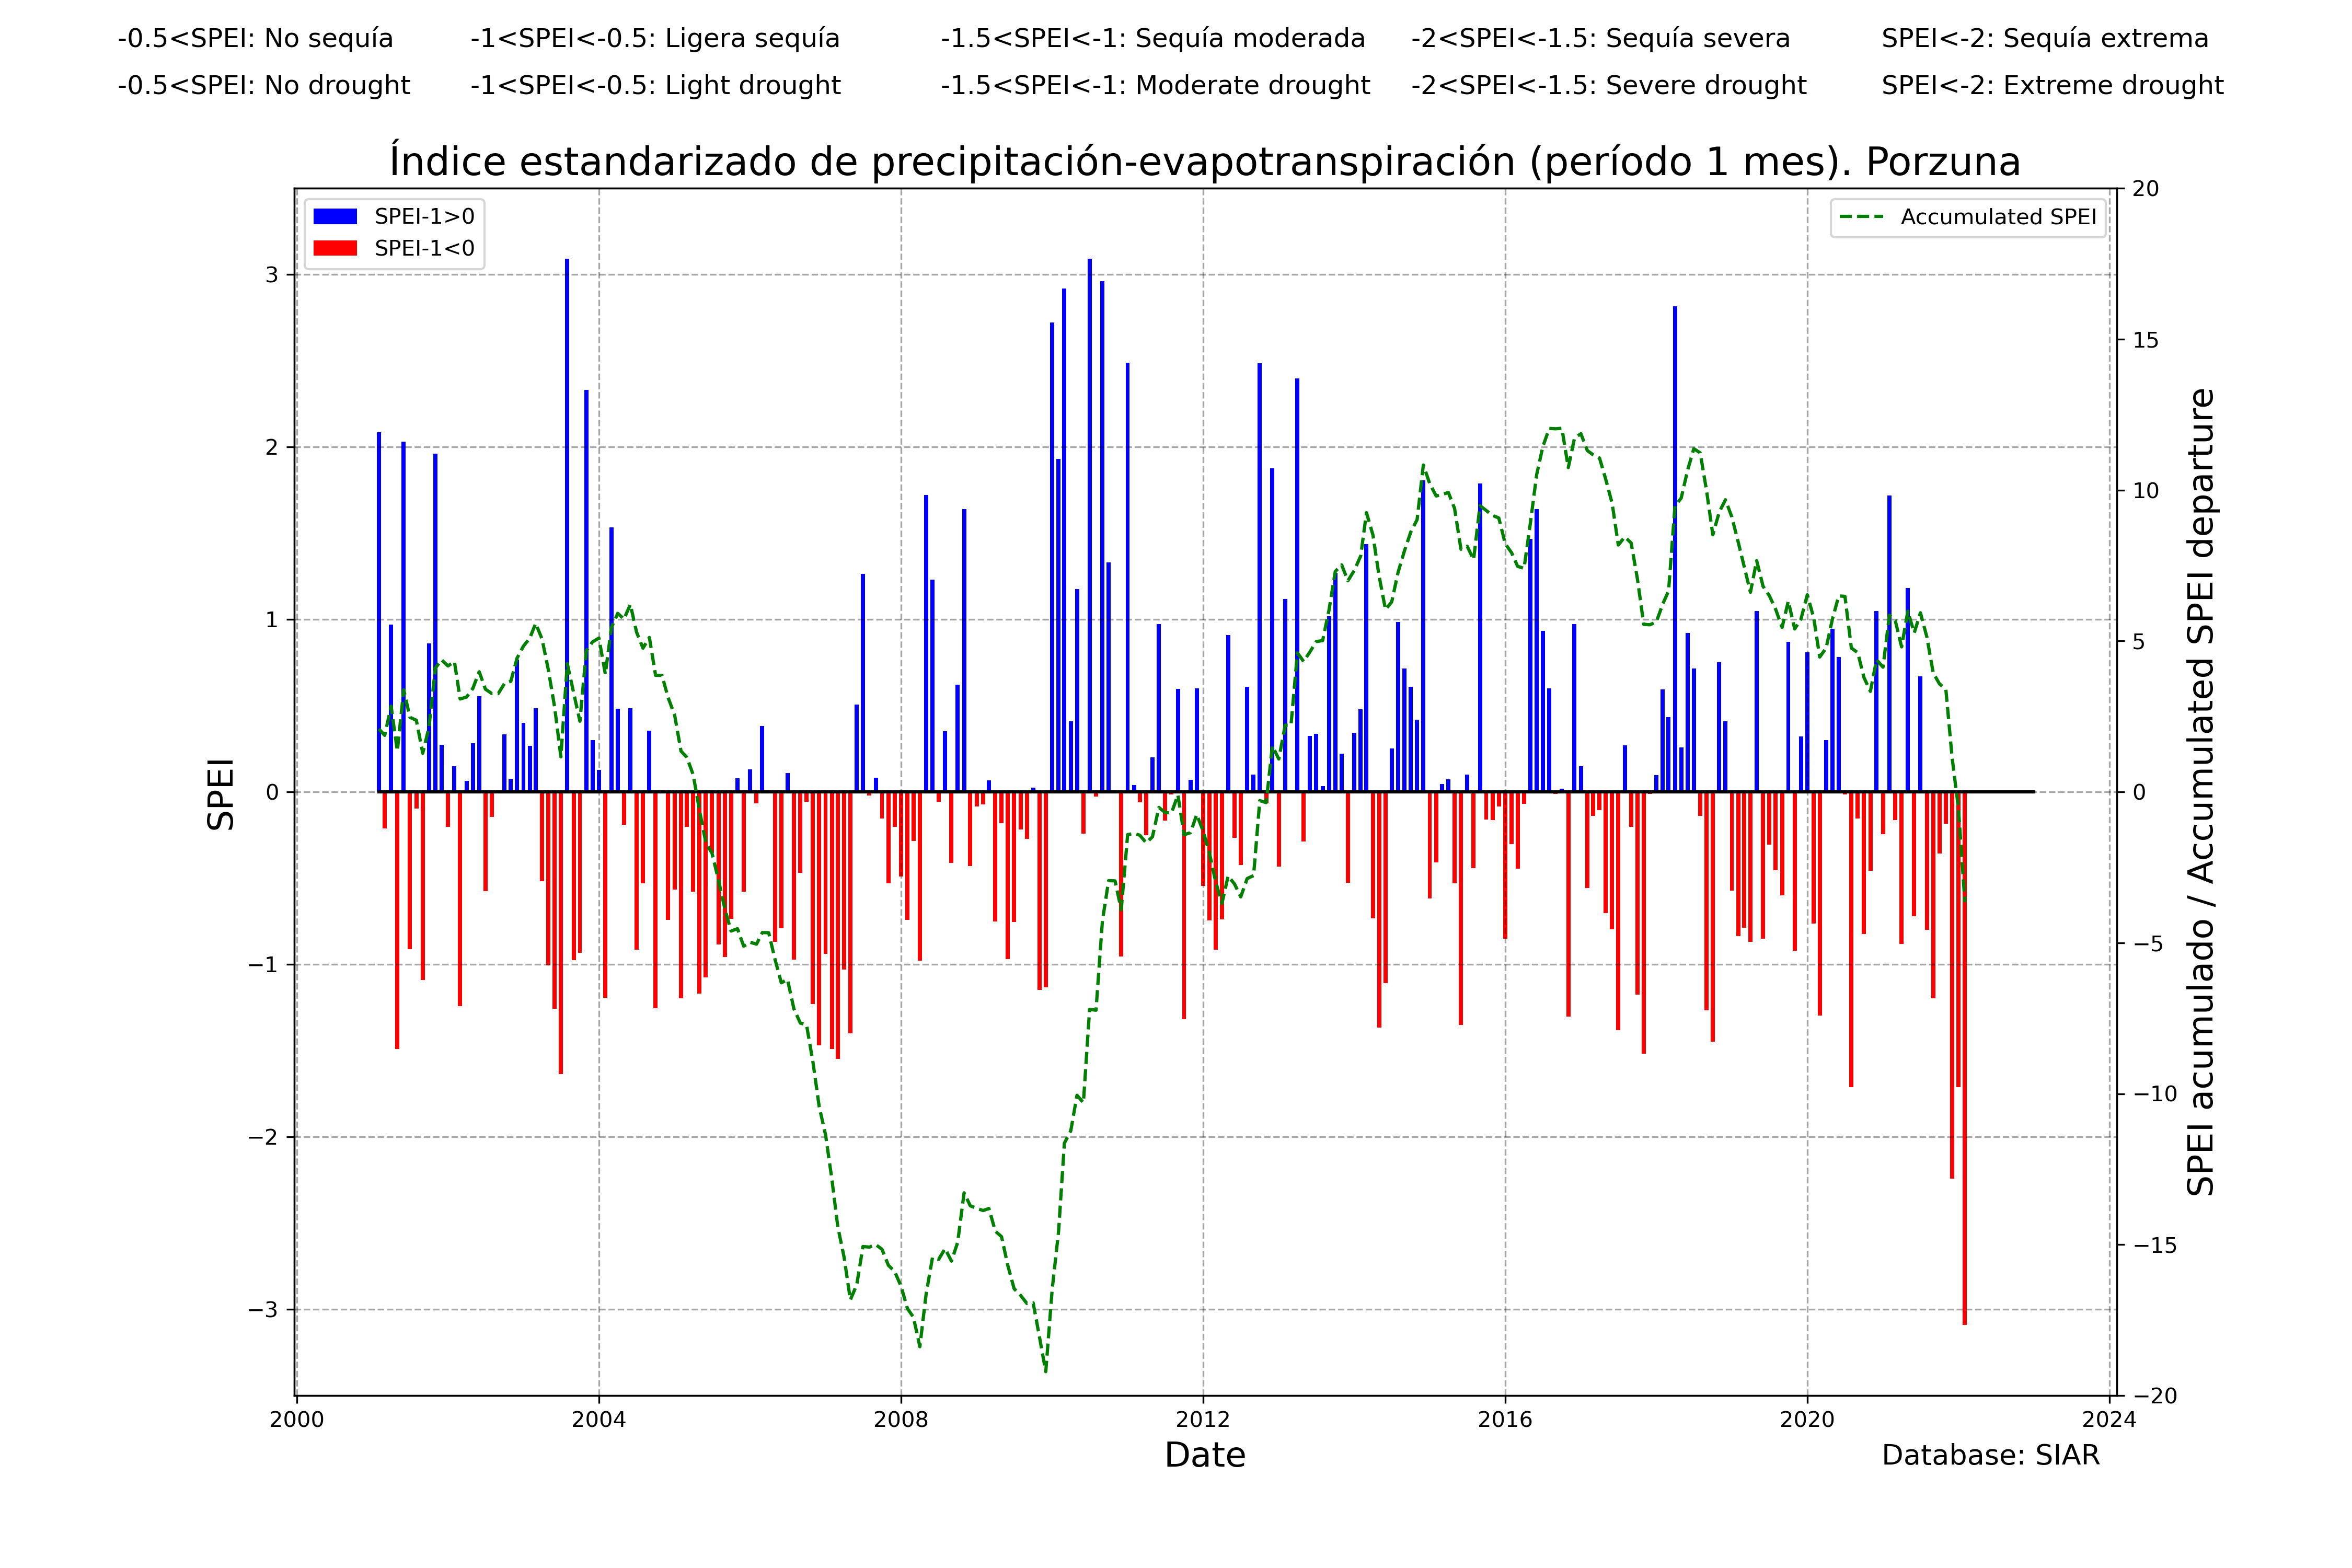 -0.5<SPEI: No sequía -1<SPEI<-0.5: Ligera sequía -1.5<SPEI<-1: Sequía moderada -2<SPEI<-1.5: Sequía severa SPEI<-2: Sequía extrema
-0.5<SPEI: No drought -1<SPEI<-0.5: Light drought -1.5<SPEI<-1: Moderate drought -2<SPEI<-1.5: Severe drought SPEI<-2: Extreme drought
Índice estandarizado de precipitación-evapotranspiración (período 1 mes). Porzuna
SPEI-1>0
SPEI-1<0
Accumulated SPEI
SPEI
3
2
1
0
−1
−2
−3
20
15
10
5
0
−5
−10
−15
−20
SPEI acumulado / Accumulated SPEI departure
2000 2004 2008 2012 2016 2020 2024
Date
Database: SIAR